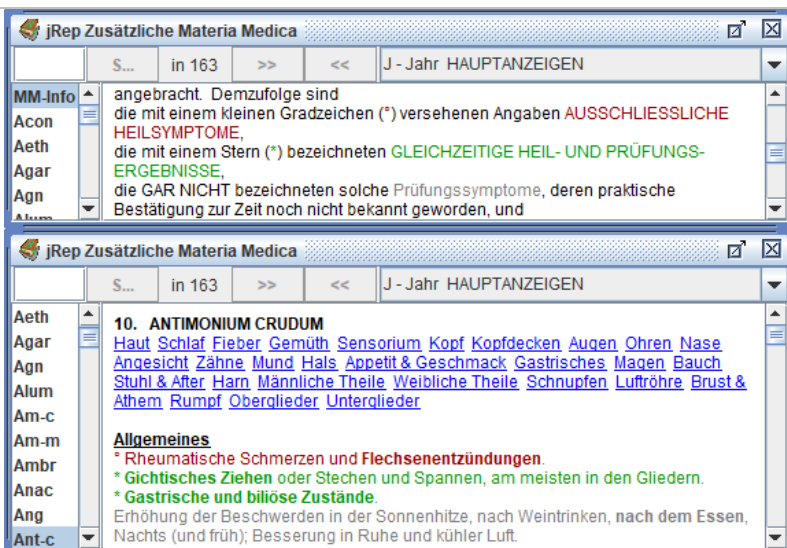 jRep Zusätzliche Materia Medica
S... in 163 >> << J - Jahr HAUPTANZEIGEN
MM-Info
Acon
Aeth
Agar
Agn
Alum
angebracht. Demzufolge sind
die mit einem kleinen Gradzeichen (°) versehenen Angaben AUSSCHLIESSLICHE
HEILSYMPTOME,
die mit einem Stern (*) bezeichneten GLEICHZEITIGE HEIL- UND PRÜFUNGS-
ERGEBNISSE,
die GAR NICHT bezeichneten solche Prüfungssymptome, deren praktische
Bestätigung zur Zeit noch nicht bekannt geworden, und
jRep Zusätzliche Materia Medica
S... in 163 >> << J - Jahr HAUPTANZEIGEN
Aeth
Agar
Agn
Alum
Am-c
Am-m
Ambr
Anac
Ang
Ant-c
10. ANTIMONIUM CRUDUM
Haut Schlaf Fieber Gemüth Sensorium Kopf Kopfdecken Augen Ohren Nase
Angesicht Zähne Mund Hals Appetit & Geschmack Gastrisches Magen Bauch
Stuhl & After Harn Männliche Theile Weibliche Theile Schnupfen Luftröhre Brust &
Athem Rumpf Oberglieder Unterglieder
Allgemeines
° Rheumatische Schmerzen und Flechsenentzündungen.
* Gichtisches Ziehen oder Stechen und Spannen, am meisten in den Gliedern.
* Gastrische und biliöse Zustände.
Erhöhung der Beschwerden in der Sonnenhitze, nach Weintrinken, nach dem Essen,
Nachts (und früh); Besserung in Ruhe und kühler Luft.